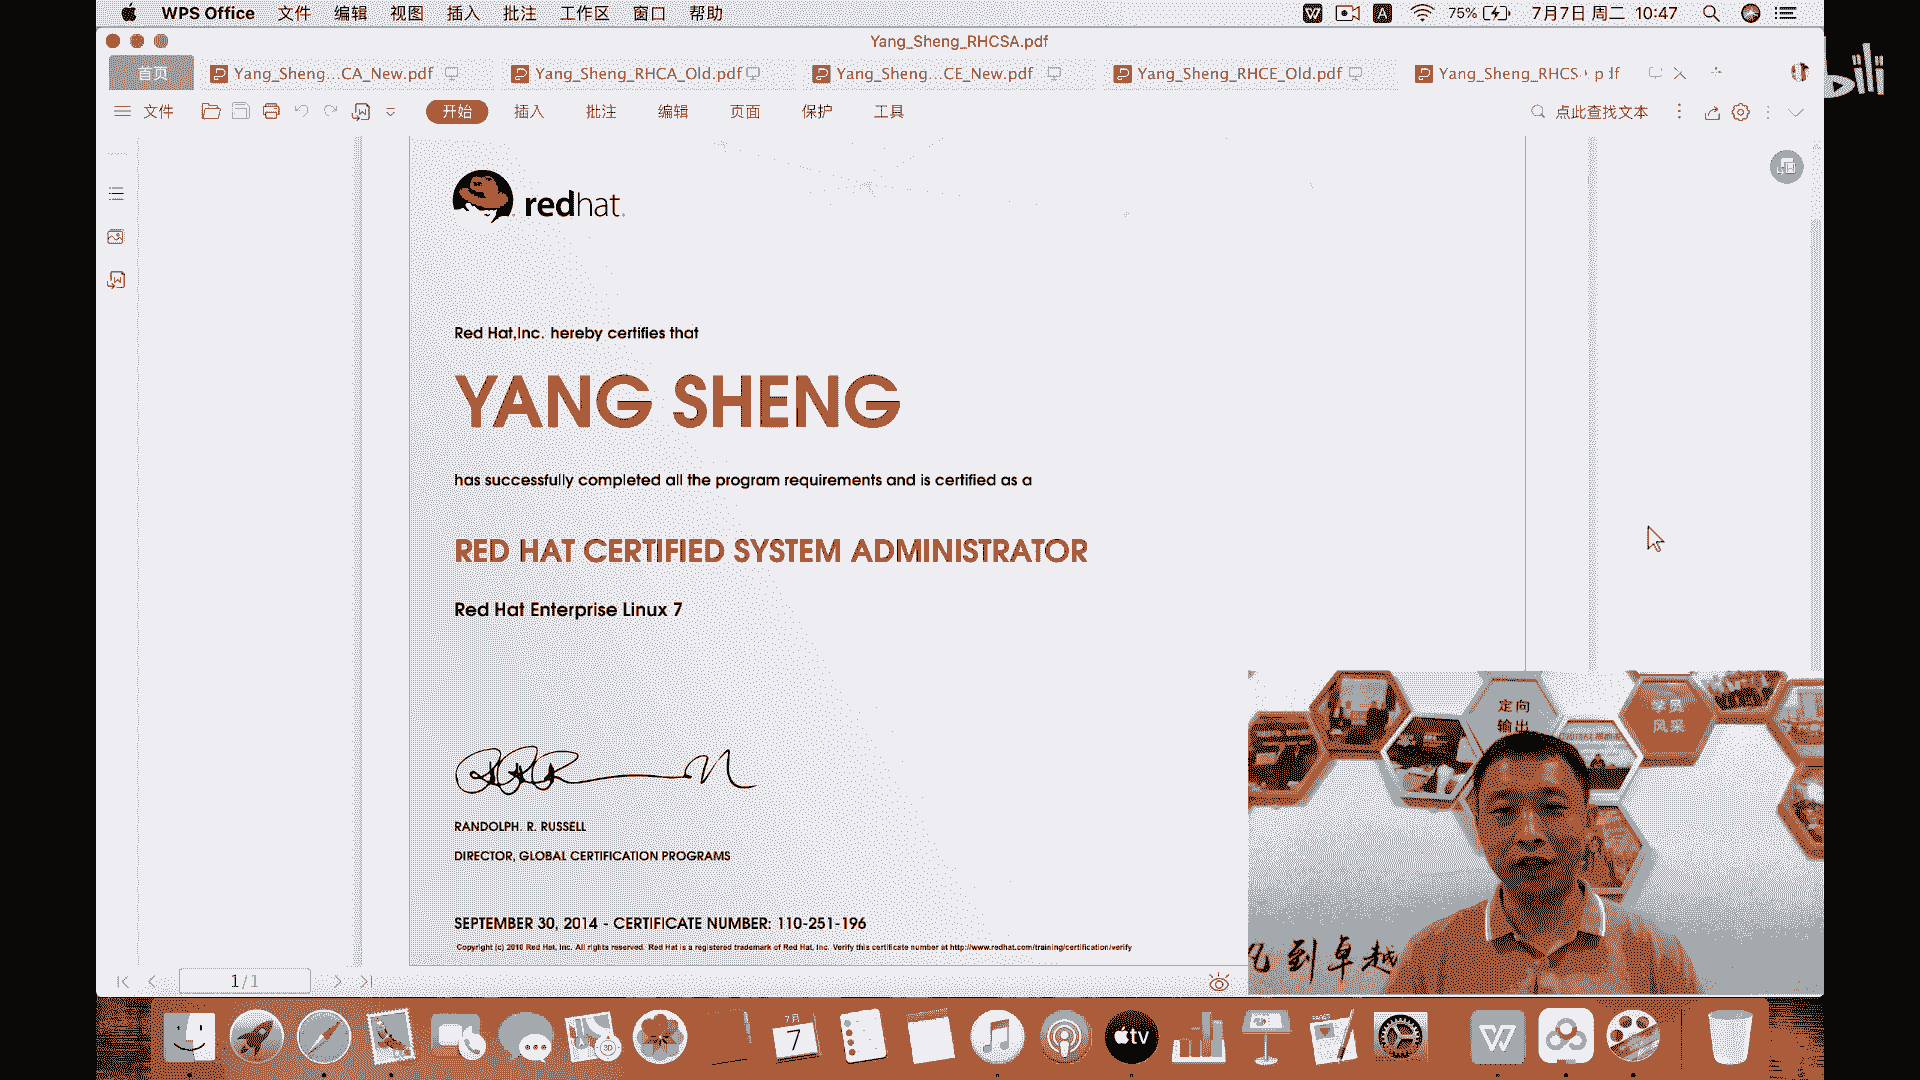 WPS Office 文件 编辑 视图 插入 批注 工作区 窗口 帮助 75% 7月7日 周二 10:47
Yang_Sheng_RHCSA.pdf
首页 Yang_Sheng...CA_New.pdf Yang_Sheng_RHCA_Old.pdf Yang_Sheng...CE_New.pdf Yang_Sheng_RHCE_Old.pdf Yang_Sheng_RHCS
bili
文件 开始 插入 批注 编辑 页面 保护 工具 点此查找文本
redhat.
Red Hat,Inc. hereby certifies that
YANG SHENG
has successfully completed all the program requirements and is certified as a
RED HAT CERTIFIED SYSTEM ADMINISTRATOR
Red Hat Enterprise Linux 7
RANDOLPH. R. RUSSELL
DIRECTOR, GLOBAL CERTIFICATION PROGRAMS
SEPTEMBER 30, 2014 - CERTIFICATE NUMBER: 110-251-196
Copyright (c) 2010 Red Hat, Inc. All rights reserved. Red Hat is a registered trademark of Red Hat, Inc. Verify this certificate number at http://www.redhat.com/training/certification/verify
定向
输出
学员
风采
到卓越
1/1
7月
7
tv